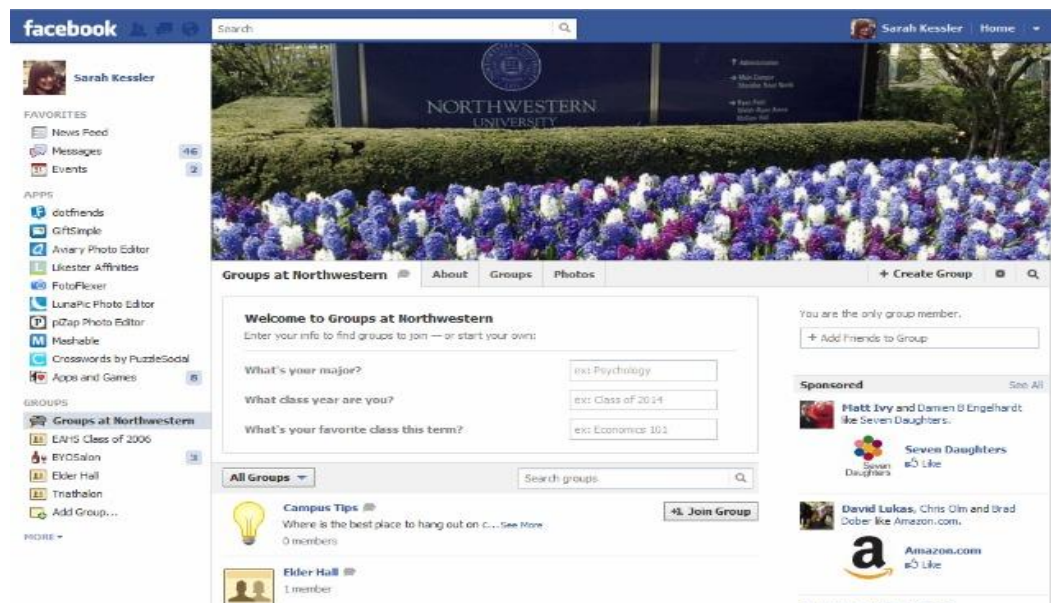 facebook
Search
Sarah Kessler
Home
Sarah Kessler
FAVORITES
News Feed
Messages 46
Events 2
APPS
dotfriends
GiftSimple
Aviary Photo Editor
Likester Affinities
FotoFlexer
LunaPic Photo Editor
piZap Photo Editor
Mashable
Crosswords by PuzzleSocial
Apps and Games 6
GROUPS
Groups at Northwestern
EAHS Class of 2006
BYOSalon 3
Elder Hall
Triathalon
Add Group...
MORE
NORTHWESTERN
UNIVERSITY
Administration
Groups at Northwestern
About
Groups
Photos
+ Create Group
Welcome to Groups at Northwestern
Enter your info to find groups to join — or start your own:
What's your major?
ex: Psychology
What class year are you?
ex: Class of 2014
What's your favorite class this term?
ex: Economics 101
All Groups
Search groups
Campus Tips
Where is the best place to hang out on c...See More
0 members
+1 Join Group
Elder Hall
1 member
You are the only group member.
+ Add Friends to Group
Sponsored
See All
Matt Ivy and Damien B Engelhardt
like Seven Daughters.
Seven
Daughters
Seven Daughters
Like
David Lukas, Chris Olm and Brad
Dober like Amazon.com.
a
Amazon.com
Like